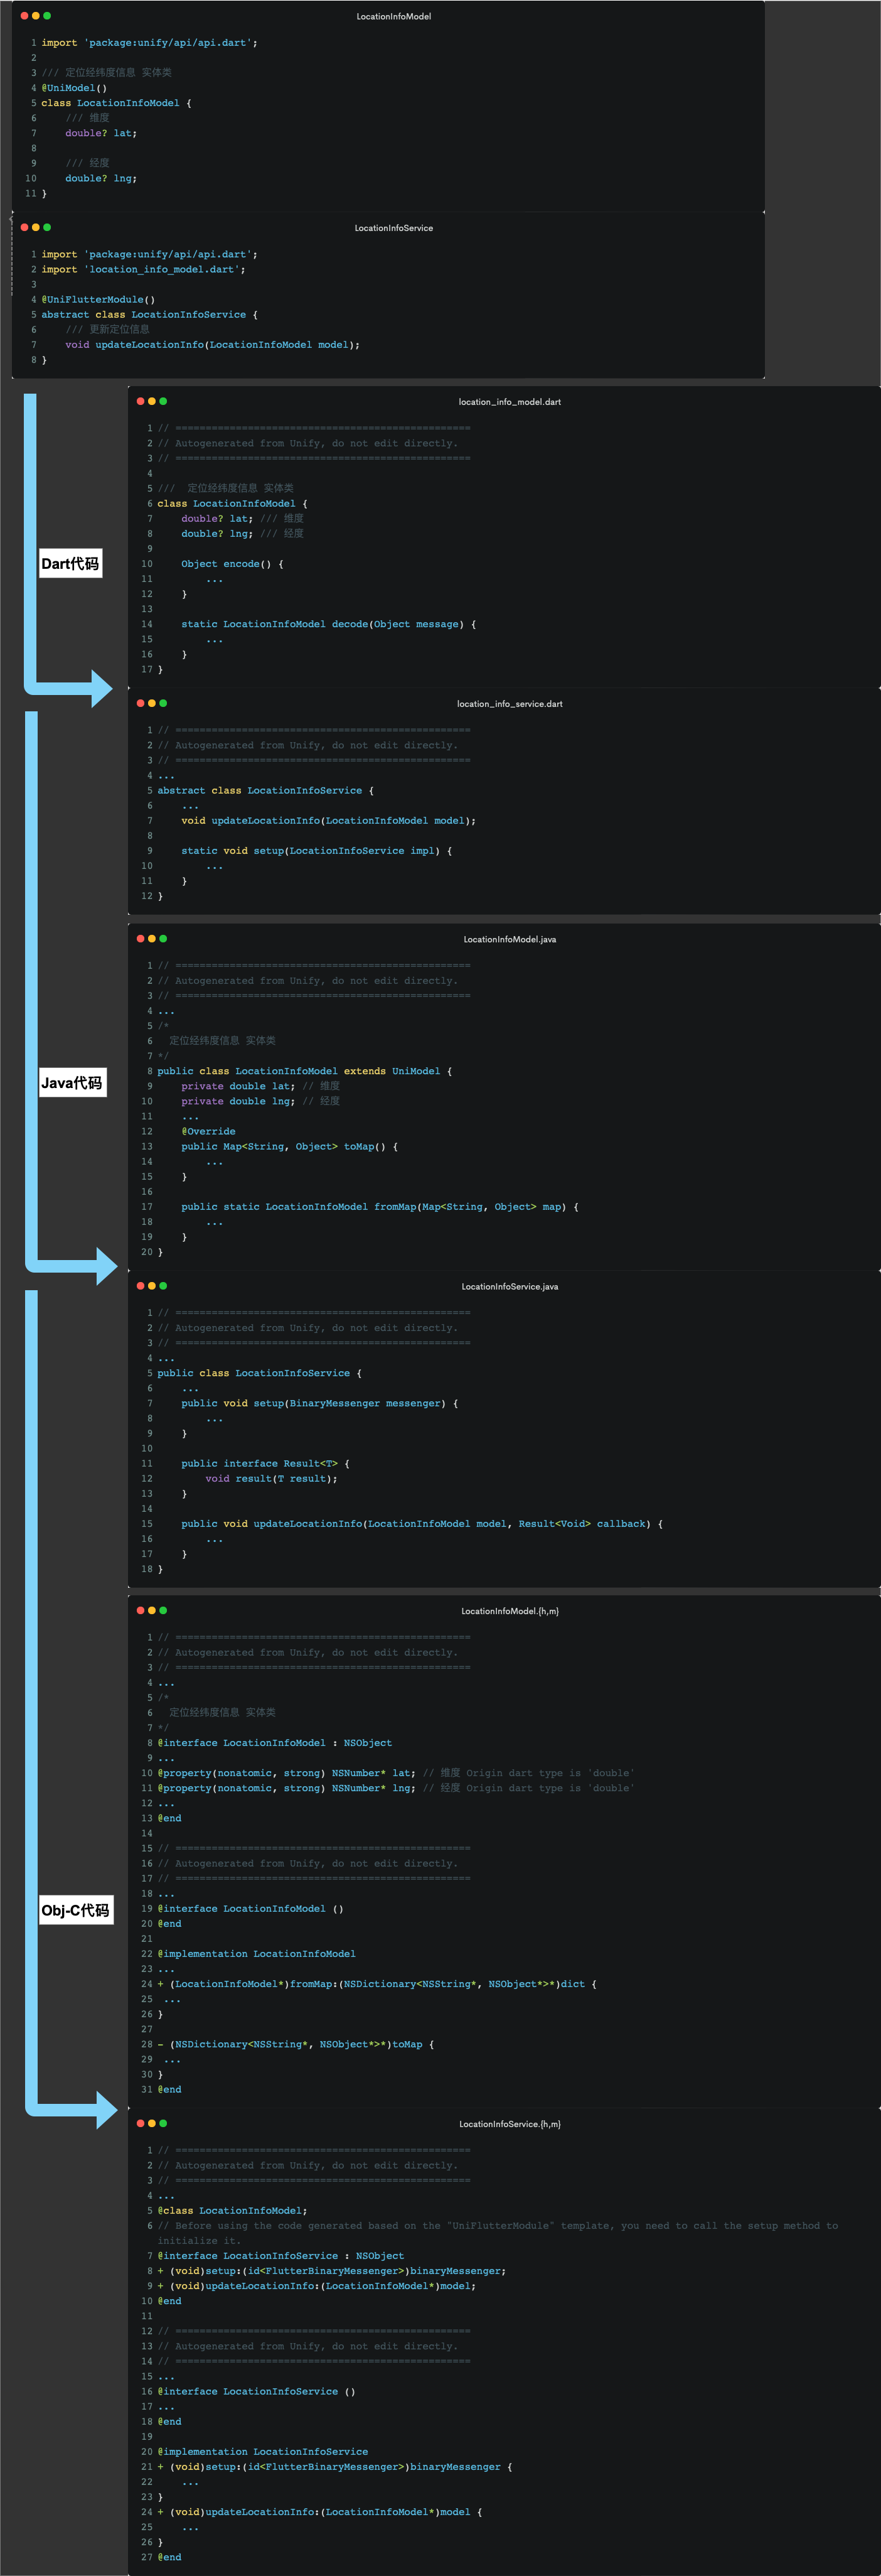 LocationInfoModel
1 import 'package:unify/api/api.dart';
2
3 /// 定位经纬度信息 实体类
4 @UniModel()
5 class LocationInfoModel {
6     /// 维度
7     double? lat;
8
9     /// 经度
10     double? lng;
11 }
LocationInfoService
1 import 'package:unify/api/api.dart';
2 import 'location_info_model.dart';
3
4 @UniFlutterModule()
5 abstract class LocationInfoService {
6     /// 更新定位信息
7     void updateLocationInfo(LocationInfoModel model);
8 }
Dart代码
location_info_model.dart
1 // =================================================
2 // Autogenerated from Unify, do not edit directly.
3 // =================================================
4
5 ///  定位经纬度信息 实体类
6 class LocationInfoModel {
7     double? lat; /// 维度
8     double? lng; /// 经度
9
10     Object encode() {
11         ...
12     }
13
14     static LocationInfoModel decode(Object message) {
15         ...
16     }
17 }
location_info_service.dart
1 // =================================================
2 // Autogenerated from Unify, do not edit directly.
3 // =================================================
4 ...
5 abstract class LocationInfoService {
6     ...
7     void updateLocationInfo(LocationInfoModel model);
8
9     static void setup(LocationInfoService impl) {
10         ...
11     }
12 }
Java代码
LocationInfoModel.java
1 // =================================================
2 // Autogenerated from Unify, do not edit directly.
3 // =================================================
4 ...
5 /*
6   定位经纬度信息 实体类
7 */
8 public class LocationInfoModel extends UniModel {
9     private double lat; // 维度
10     private double lng; // 经度
11     ...
12     @Override
13     public Map<String, Object> toMap() {
14         ...
15     }
16
17     public static LocationInfoModel fromMap(Map<String, Object> map) {
18         ...
19     }
20 }
LocationInfoService.java
1 // =================================================
2 // Autogenerated from Unify, do not edit directly.
3 // =================================================
4 ...
5 public class LocationInfoService {
6     ...
7     public void setup(BinaryMessenger messenger) {
8         ...
9     }
10
11     public interface Result<T> {
12         void result(T result);
13     }
14
15     public void updateLocationInfo(LocationInfoModel model, Result<Void> callback) {
16         ...
17     }
18 }
Obj-C代码
LocationInfoModel.{h,m}
1 // =================================================
2 // Autogenerated from Unify, do not edit directly.
3 // =================================================
4 ...
5 /*
6   定位经纬度信息 实体类
7 */
8 @interface LocationInfoModel : NSObject
9 ...
10 @property(nonatomic, strong) NSNumber* lat; // 维度 Origin dart type is 'double'
11 @property(nonatomic, strong) NSNumber* lng; // 经度 Origin dart type is 'double'
12 ...
13 @end
14
15 // =================================================
16 // Autogenerated from Unify, do not edit directly.
17 // =================================================
18 ...
19 @interface LocationInfoModel ()
20 @end
21
22 @implementation LocationInfoModel
23 ...
24 + (LocationInfoModel*)fromMap:(NSDictionary<NSString*, NSObject*>*)dict {
25  ...
26 }
27
28 - (NSDictionary<NSString*, NSObject*>*)toMap {
29  ...
30 }
31 @end
LocationInfoService.{h,m}
1 // =================================================
2 // Autogenerated from Unify, do not edit directly.
3 // =================================================
4 ...
5 @class LocationInfoModel;
6 // Before using the code generated based on the "UniFlutterModule" template, you need to call the setup method to
initialize it.
7 @interface LocationInfoService : NSObject
8 + (void)setup:(id<FlutterBinaryMessenger>)binaryMessenger;
9 + (void)updateLocationInfo:(LocationInfoModel*)model;
10 @end
11
12 // =================================================
13 // Autogenerated from Unify, do not edit directly.
14 // =================================================
15 ...
16 @interface LocationInfoService ()
17 ...
18 @end
19
20 @implementation LocationInfoService
21 + (void)setup:(id<FlutterBinaryMessenger>)binaryMessenger {
22     ...
23 }
24 + (void)updateLocationInfo:(LocationInfoModel*)model {
25     ...
26 }
27 @end